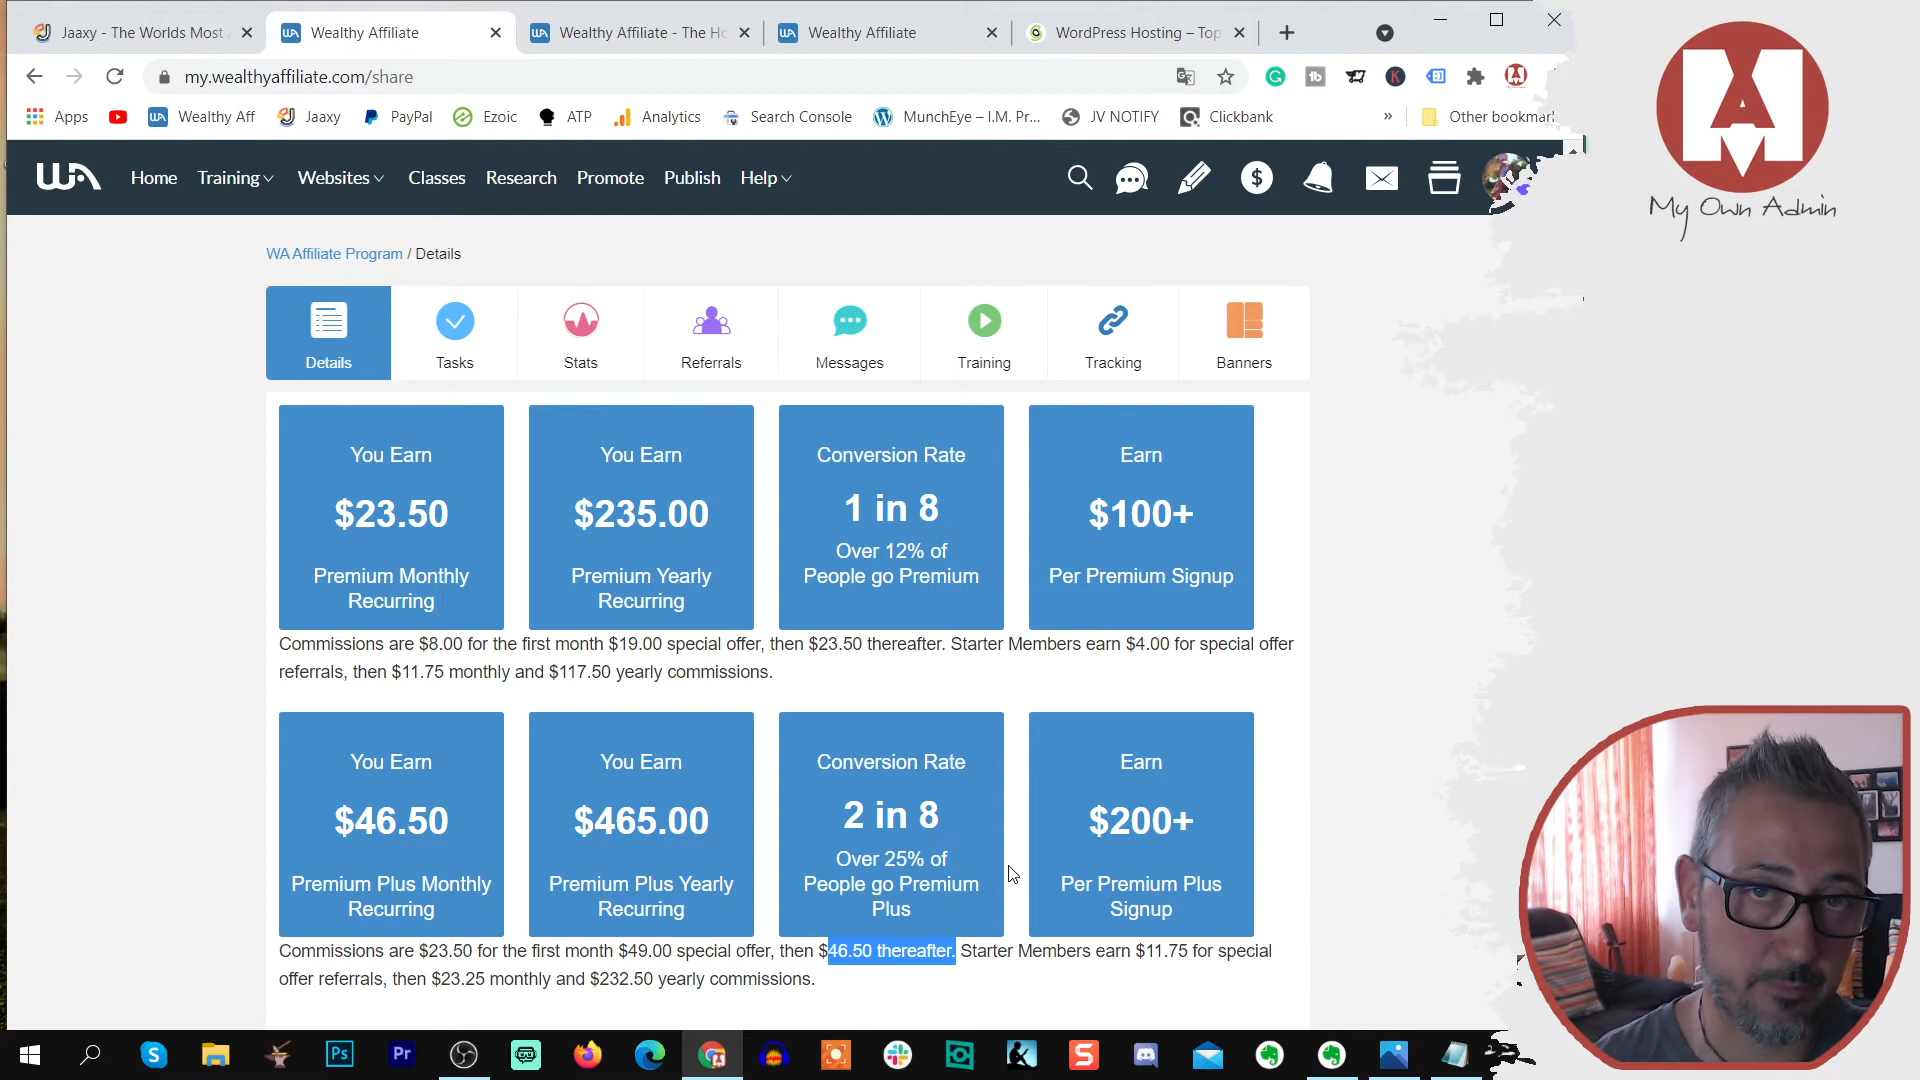 Jaaxy - The Worlds Most
Wealthy Affiliate
Wealthy Affiliate - The Ho
Wealthy Affiliate
WordPress Hosting – Top
my.wealthyaffiliate.com/share
Apps
Wealthy Aff
Jaaxy
PayPal
Ezoic
ATP
Analytics
Search Console
MunchEye – I.M. Pr...
JV NOTIFY
Clickbank
»
Other bookmark
WA
Home
Training
Websites
Classes
Research
Promote
Publish
Help
My Own Admin
WA Affiliate Program / Details
Details
Tasks
Stats
Referrals
Messages
Training
Tracking
Banners
You Earn
$23.50
Premium Monthly
Recurring
You Earn
$235.00
Premium Yearly
Recurring
Conversion Rate
1 in 8
Over 12% of
People go Premium
Earn
$100+
Per Premium Signup
Commissions are $8.00 for the first month $19.00 special offer, then $23.50 thereafter. Starter Members earn $4.00 for special offer
referrals, then $11.75 monthly and $117.50 yearly commissions.
You Earn
$46.50
Premium Plus Monthly
Recurring
You Earn
$465.00
Premium Plus Yearly
Recurring
Conversion Rate
2 in 8
Over 25% of
People go Premium
Plus
Earn
$200+
Per Premium Plus
Signup
Commissions are $23.50 for the first month $49.00 special offer, then $46.50 thereafter. Starter Members earn $11.75 for special
offer referrals, then $23.25 monthly and $232.50 yearly commissions.
Ps
Pr